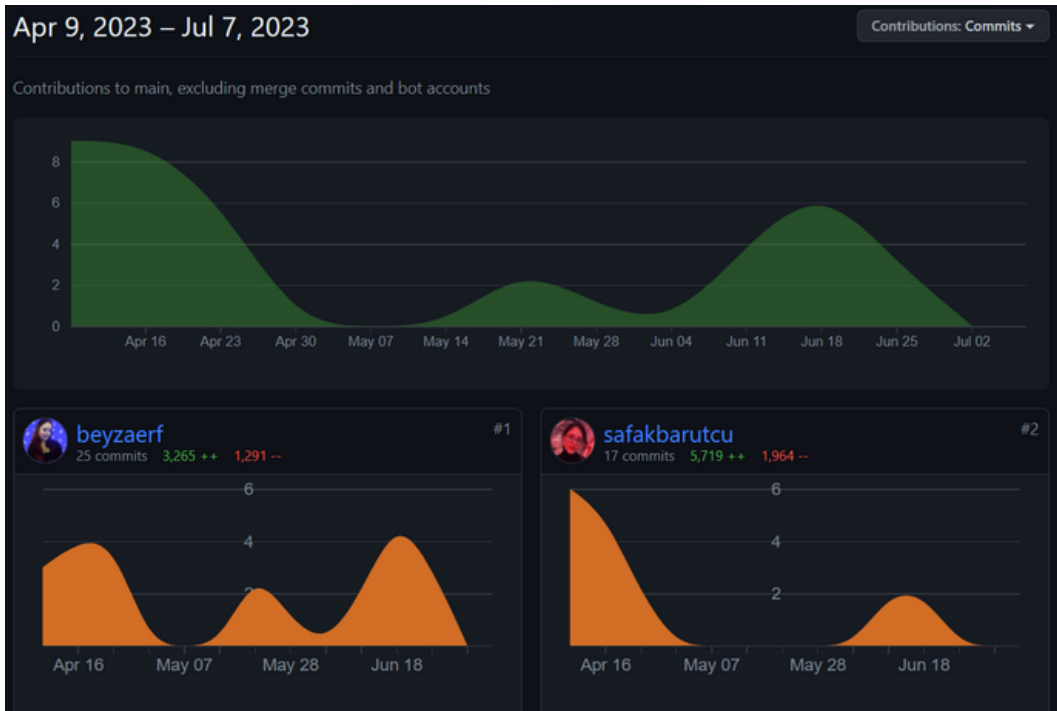 Apr 9, 2023 – Jul 7, 2023
Contributions: Commits
Contributions to main, excluding merge commits and bot accounts
8
6
4
2
0
Apr 16 Apr 23 Apr 30 May 07 May 14 May 21 May 28 Jun 04 Jun 11 Jun 18 Jun 25 Jul 02
beyzaerf #1
25 commits 3,265 ++ 1,291 --
6
4
2
Apr 16 May 07 May 28 Jun 18
safakbarutcu #2
17 commits 5,719 ++ 1,964 --
6
4
2
Apr 16 May 07 May 28 Jun 18